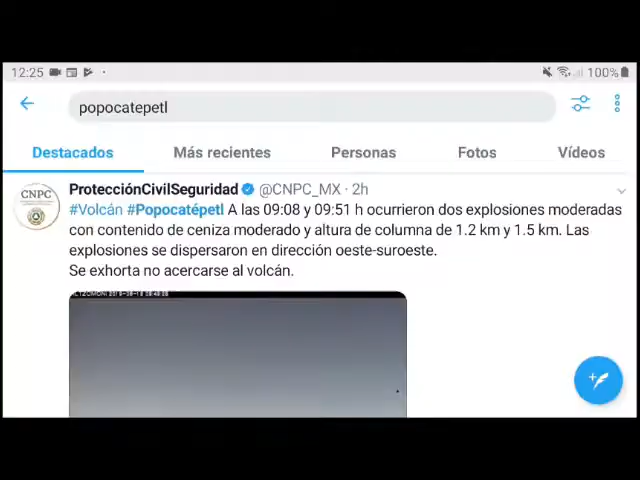 12:25 100%
popocatepetl
Destacados Más recientes Personas Fotos Vídeos
CNPC
ProtecciónCivilSeguridad @CNPC_MX · 2h
#Volcán #Popocatépetl A las 09:08 y 09:51 h ocurrieron dos explosiones moderadas
con contenido de ceniza moderado y altura de columna de 1.2 km y 1.5 km. Las
explosiones se dispersaron en dirección oeste-suroeste.
Se exhorta no acercarse al volcán.